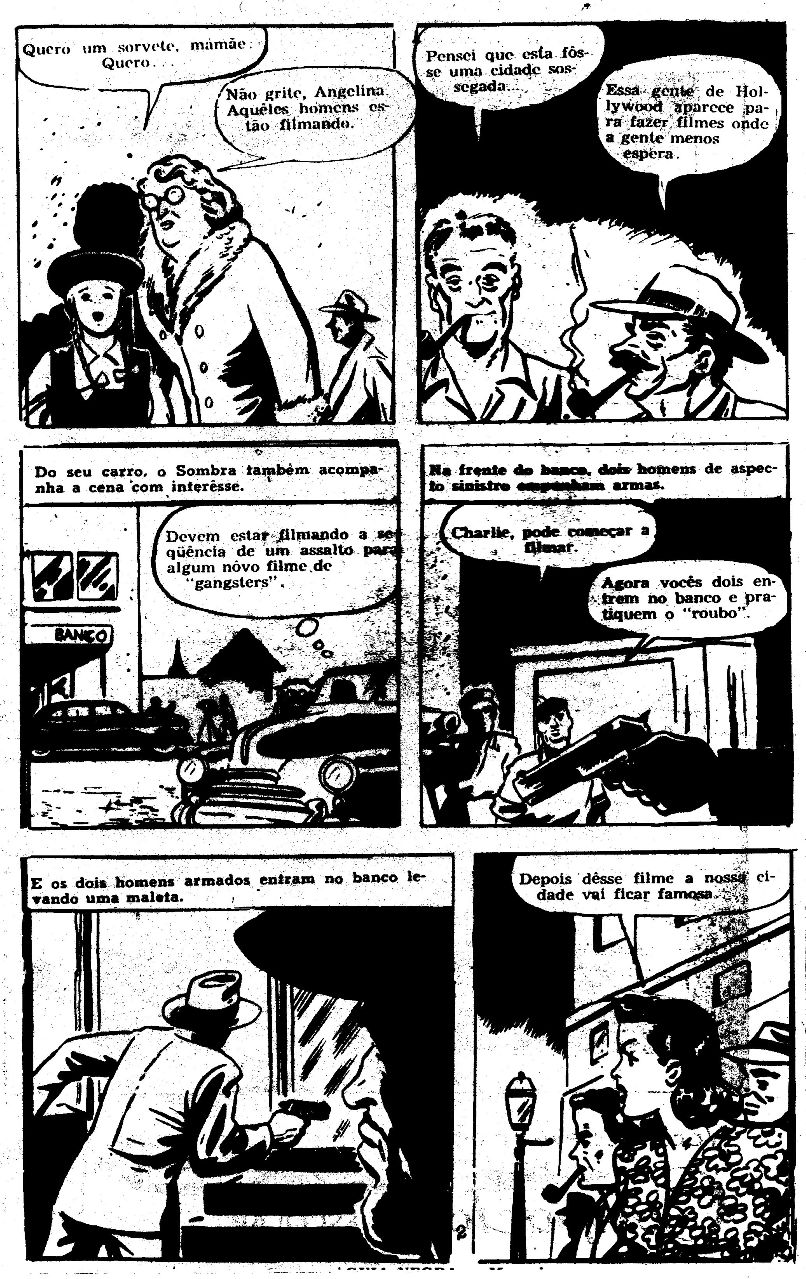 Quero um sorvete, mamãe.
Quero...
Não grite, Angelina.
Aquêles homens es-
tão filmando.
Pensei que esta fôs-
se uma cidade sos-
segada...
Essa gente de Hol-
lywood aparece pa-
ra fazer filmes onde
a gente menos
espera.
Do seu carro, o Sombra também acompa-
nha a cena com interêsse.
Devem estar filmando a se-
qüência de um assalto para
algum nôvo filme de
"gangsters".
BANCO
Na frente do banco, dois homens de aspec-
to sinistro empunham armas.
Charlie, pode começar a
filmar.
Agora vocês dois en-
trem no banco e pra-
tiquem o "roubo".
E os dois homens armados entram no banco le-
vando uma maleta.
Depois dêsse filme a nossa ci-
dade vai ficar famosa.
2